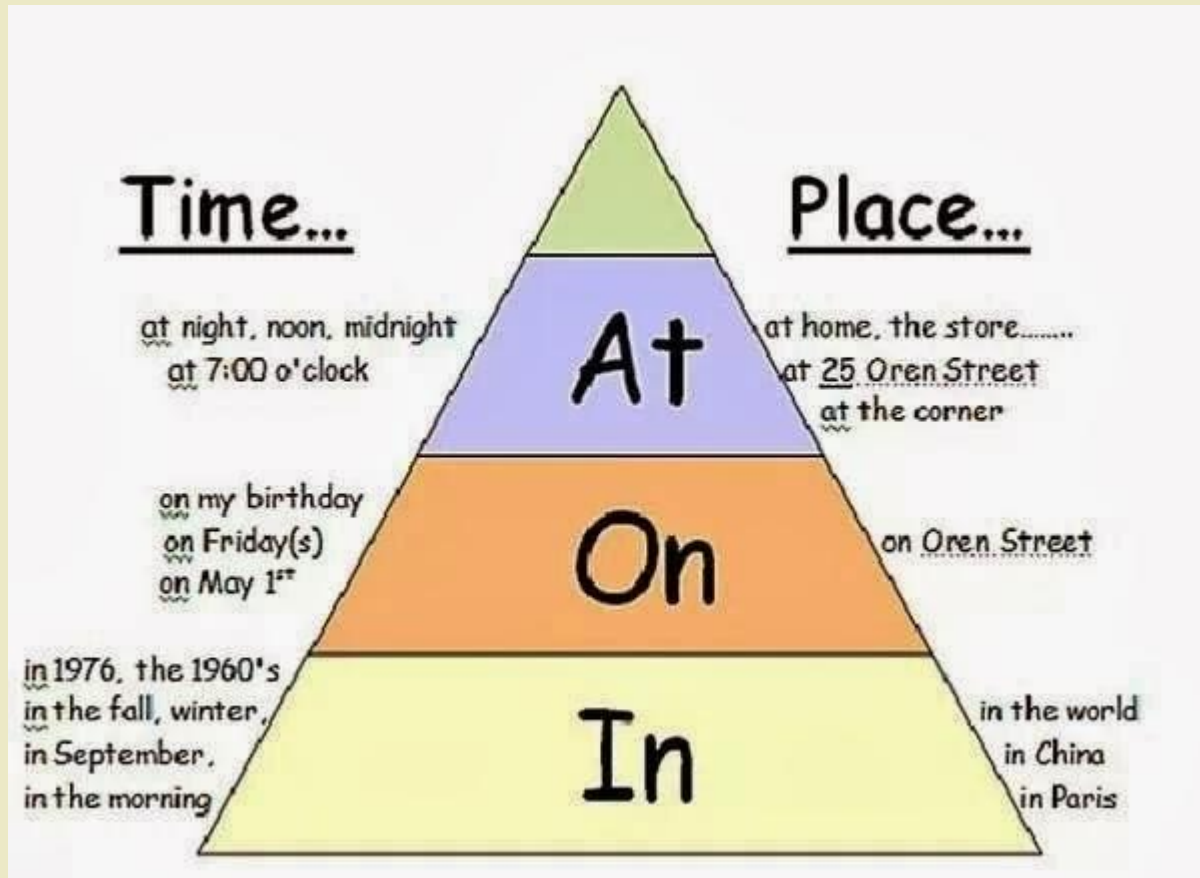 Time...
Place...
at night, noon, midnight
at 7:00 o'clock
At
at home, the store........
at 25 Oren Street
at the corner
on my birthday
on Friday(s)
on May 1st
On
on Oren Street
in 1976, the 1960's
in the fall, winter,
in September,
in the morning
In
in the world
in China
in Paris